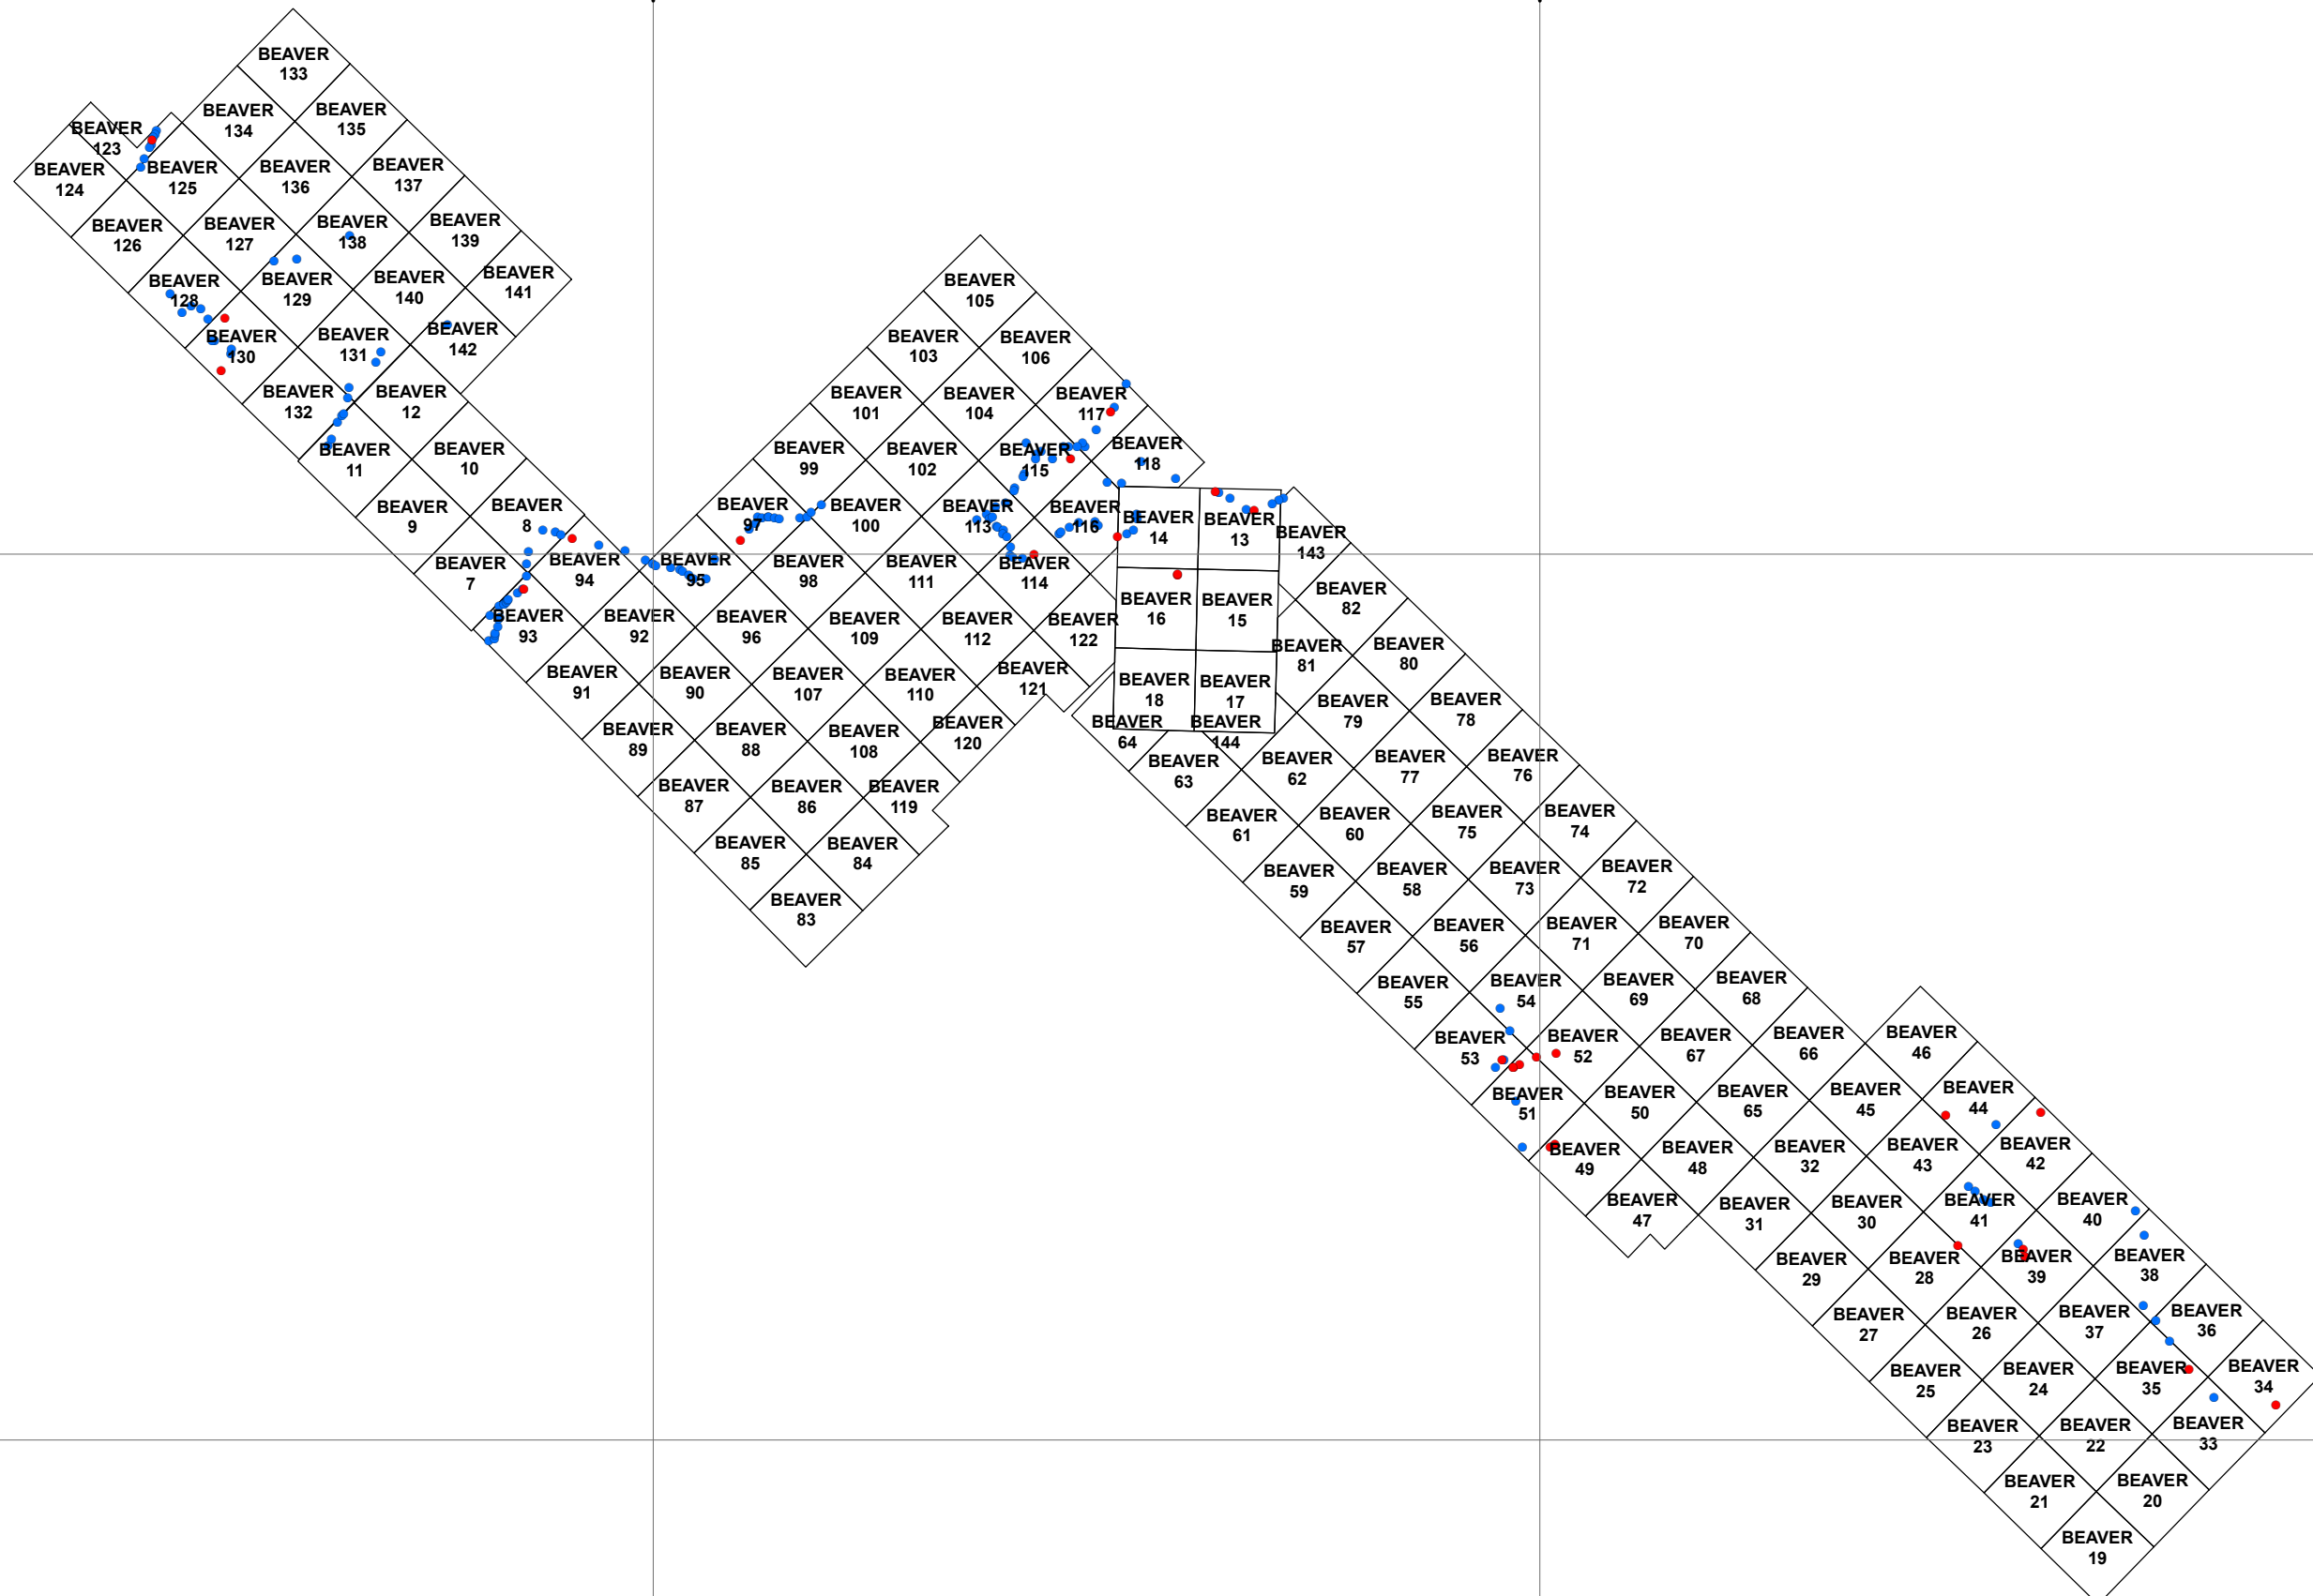 BEAVER
133
BEAVER
134
BEAVER
135
BEAVER
123
BEAVER
124
BEAVER
125
BEAVER
136
BEAVER
137
BEAVER
126
BEAVER
127
BEAVER
138
BEAVER
139
BEAVER
128
BEAVER
129
BEAVER
140
BEAVER
141
BEAVER
130
BEAVER
131
BEAVER
142
BEAVER
132
BEAVER
12
BEAVER
11
BEAVER
10
BEAVER
9
BEAVER
8
BEAVER
7
BEAVER
94
BEAVER
93
BEAVER
105
BEAVER
103
BEAVER
106
BEAVER
101
BEAVER
104
BEAVER
117
BEAVER
99
BEAVER
102
BEAVER
115
BEAVER
118
BEAVER
97
BEAVER
100
BEAVER
113
BEAVER
116
BEAVER
14
BEAVER
13
BEAVER
143
BEAVER
95
BEAVER
98
BEAVER
111
BEAVER
114
BEAVER
16
BEAVER
15
BEAVER
82
BEAVER
92
BEAVER
96
BEAVER
109
BEAVER
112
BEAVER
122
BEAVER
81
BEAVER
80
BEAVER
91
BEAVER
90
BEAVER
107
BEAVER
110
BEAVER
121
BEAVER
18
BEAVER
17
BEAVER
79
BEAVER
78
BEAVER
89
BEAVER
88
BEAVER
108
BEAVER
120
BEAVER
64
BEAVER
144
BEAVER
63
BEAVER
62
BEAVER
77
BEAVER
76
BEAVER
87
BEAVER
86
BEAVER
119
BEAVER
61
BEAVER
60
BEAVER
75
BEAVER
74
BEAVER
85
BEAVER
84
BEAVER
59
BEAVER
58
BEAVER
73
BEAVER
72
BEAVER
83
BEAVER
57
BEAVER
56
BEAVER
71
BEAVER
70
BEAVER
55
BEAVER
54
BEAVER
69
BEAVER
68
BEAVER
53
BEAVER
52
BEAVER
67
BEAVER
66
BEAVER
46
BEAVER
51
BEAVER
50
BEAVER
65
BEAVER
45
BEAVER
44
BEAVER
49
BEAVER
48
BEAVER
32
BEAVER
43
BEAVER
42
BEAVER
47
BEAVER
31
BEAVER
30
BEAVER
41
BEAVER
40
BEAVER
29
BEAVER
28
BEAVER
39
BEAVER
38
BEAVER
27
BEAVER
26
BEAVER
37
BEAVER
36
BEAVER
25
BEAVER
24
BEAVER
35
BEAVER
34
BEAVER
23
BEAVER
22
BEAVER
33
BEAVER
21
BEAVER
20
BEAVER
19